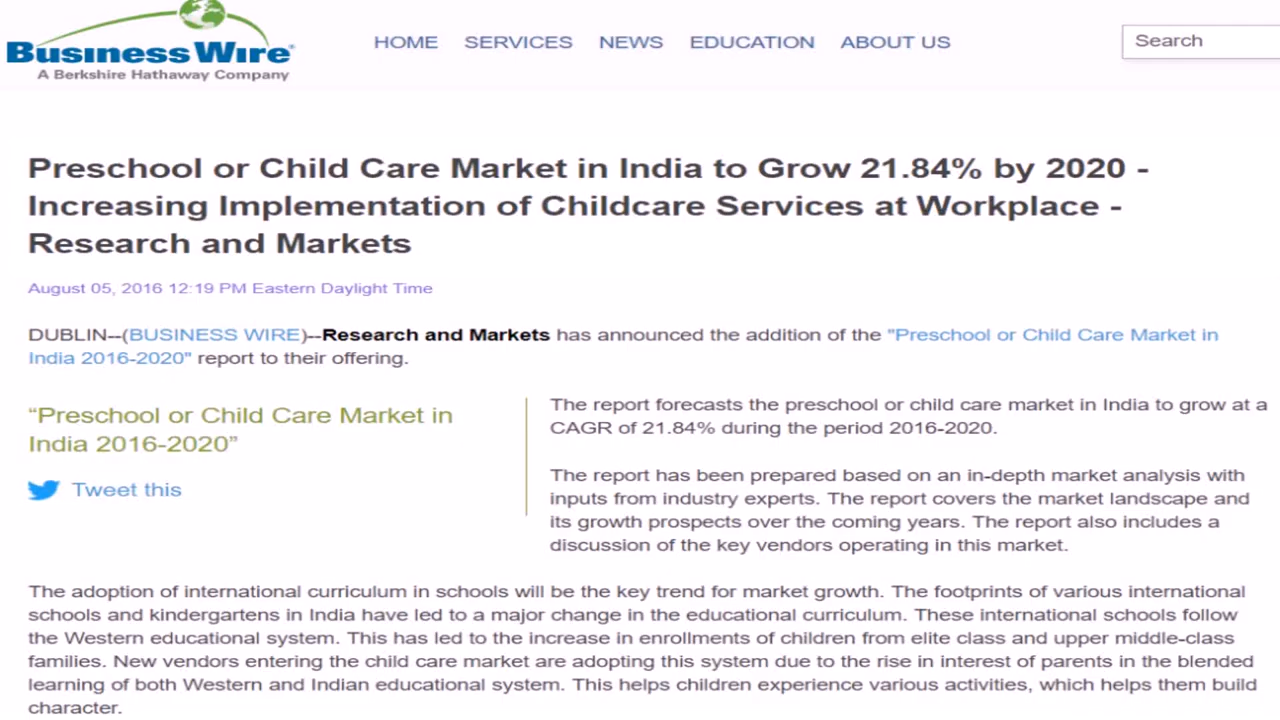 Business Wire
A Berkshire Hathaway Company
HOME SERVICES NEWS EDUCATION ABOUT US
Search
Preschool or Child Care Market in India to Grow 21.84% by 2020 -
Increasing Implementation of Childcare Services at Workplace -
Research and Markets
August 05, 2016 12:19 PM Eastern Daylight Time
DUBLIN--(BUSINESS WIRE)--Research and Markets has announced the addition of the "Preschool or Child Care Market in
India 2016-2020" report to their offering.
“Preschool or Child Care Market in
India 2016-2020”
Tweet this
The report forecasts the preschool or child care market in India to grow at a
CAGR of 21.84% during the period 2016-2020.
The report has been prepared based on an in-depth market analysis with
inputs from industry experts. The report covers the market landscape and
its growth prospects over the coming years. The report also includes a
discussion of the key vendors operating in this market.
The adoption of international curriculum in schools will be the key trend for market growth. The footprints of various international
schools and kindergartens in India have led to a major change in the educational curriculum. These international schools follow
the Western educational system. This has led to the increase in enrollments of children from elite class and upper middle-class
families. New vendors entering the child care market are adopting this system due to the rise in interest of parents in the blended
learning of both Western and Indian educational system. This helps children experience various activities, which helps them build
character.